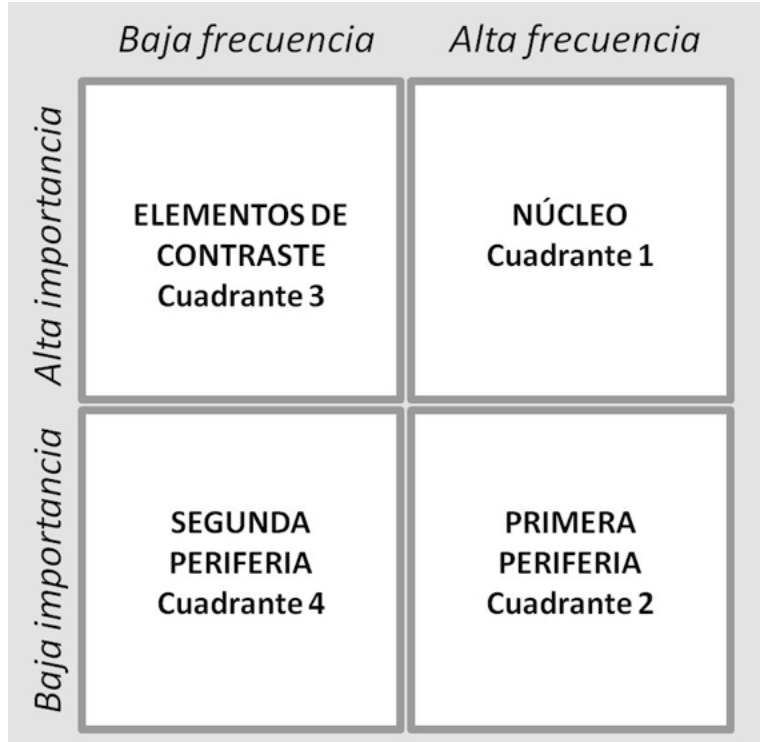 Baja frecuencia
Alta frecuencia
Alta importancia
ELEMENTOS DE
CONTRASTE
Cuadrante 3
NÚCLEO
Cuadrante 1
Baja importancia
SEGUNDA
PERIFERIA
Cuadrante 4
PRIMERA
PERIFERIA
Cuadrante 2